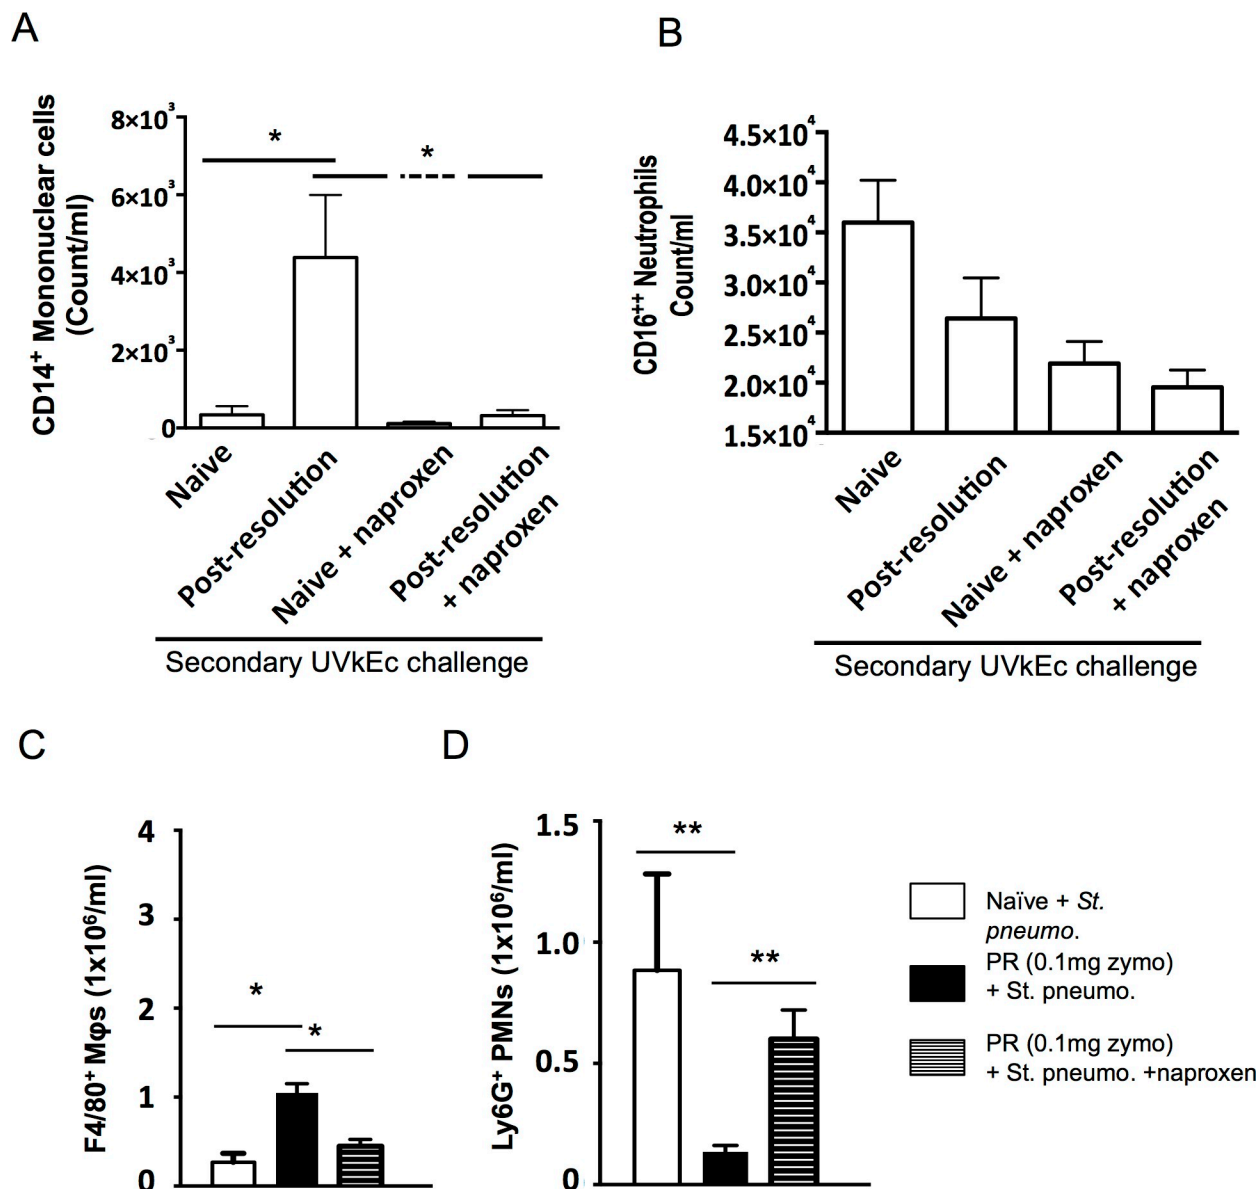 A
CD14⁺ Mononuclear cells
(Count/ml)
8×10³
6×10³
4×10³
2×10³
0
*
*
Naive
Post-resolution
Naive + naproxen
Post-resolution
+ naproxen
Secondary UVkEc challenge
B
CD16⁺⁺ Neutrophils
Count/ml
4.5×10⁴
4.0×10⁴
3.5×10⁴
3.0×10⁴
2.5×10⁴
2.0×10⁴
1.5×10⁴
Naive
Post-resolution
Naive + naproxen
Post-resolution
+ naproxen
Secondary UVkEc challenge
C
F4/80⁺ Mφs (1x10⁶/ml)
4
3
2
1
0
*
*
D
Ly6G⁺ PMNs (1x10⁶/ml)
1.5
1.0
0.5
0
**
**
Naïve + St.
pneumo.
PR (0.1mg zymo)
+ St. pneumo.
PR (0.1mg zymo)
+ St. pneumo. +naproxen